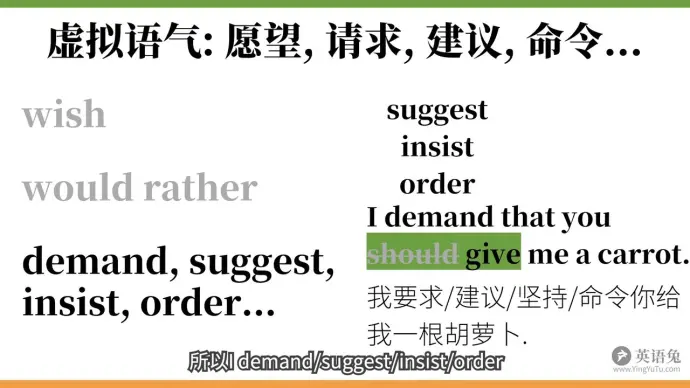 虚拟语气: 愿望, 请求, 建议, 命令...
wish
would rather
demand, suggest,
insist, order...
suggest
insist
order
I demand that you
should give me a carrot.
我要求/建议/坚持/命令你给
我一根胡萝卜.
所以I demand/suggest/insist/order
英语兔
www.YingYuTu.com